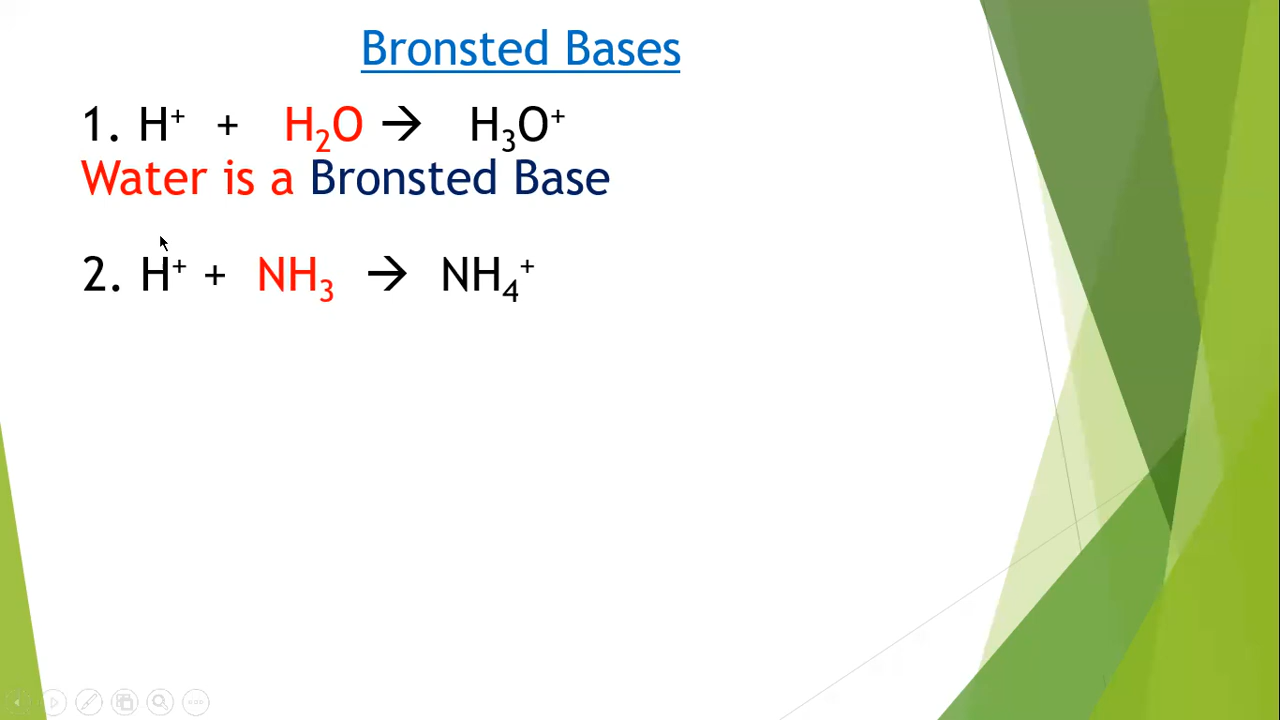 Bronsted Bases
1. H⁺ + H₂O → H₃O⁺
Water is a Bronsted Base
2. H⁺ + NH₃ → NH₄⁺